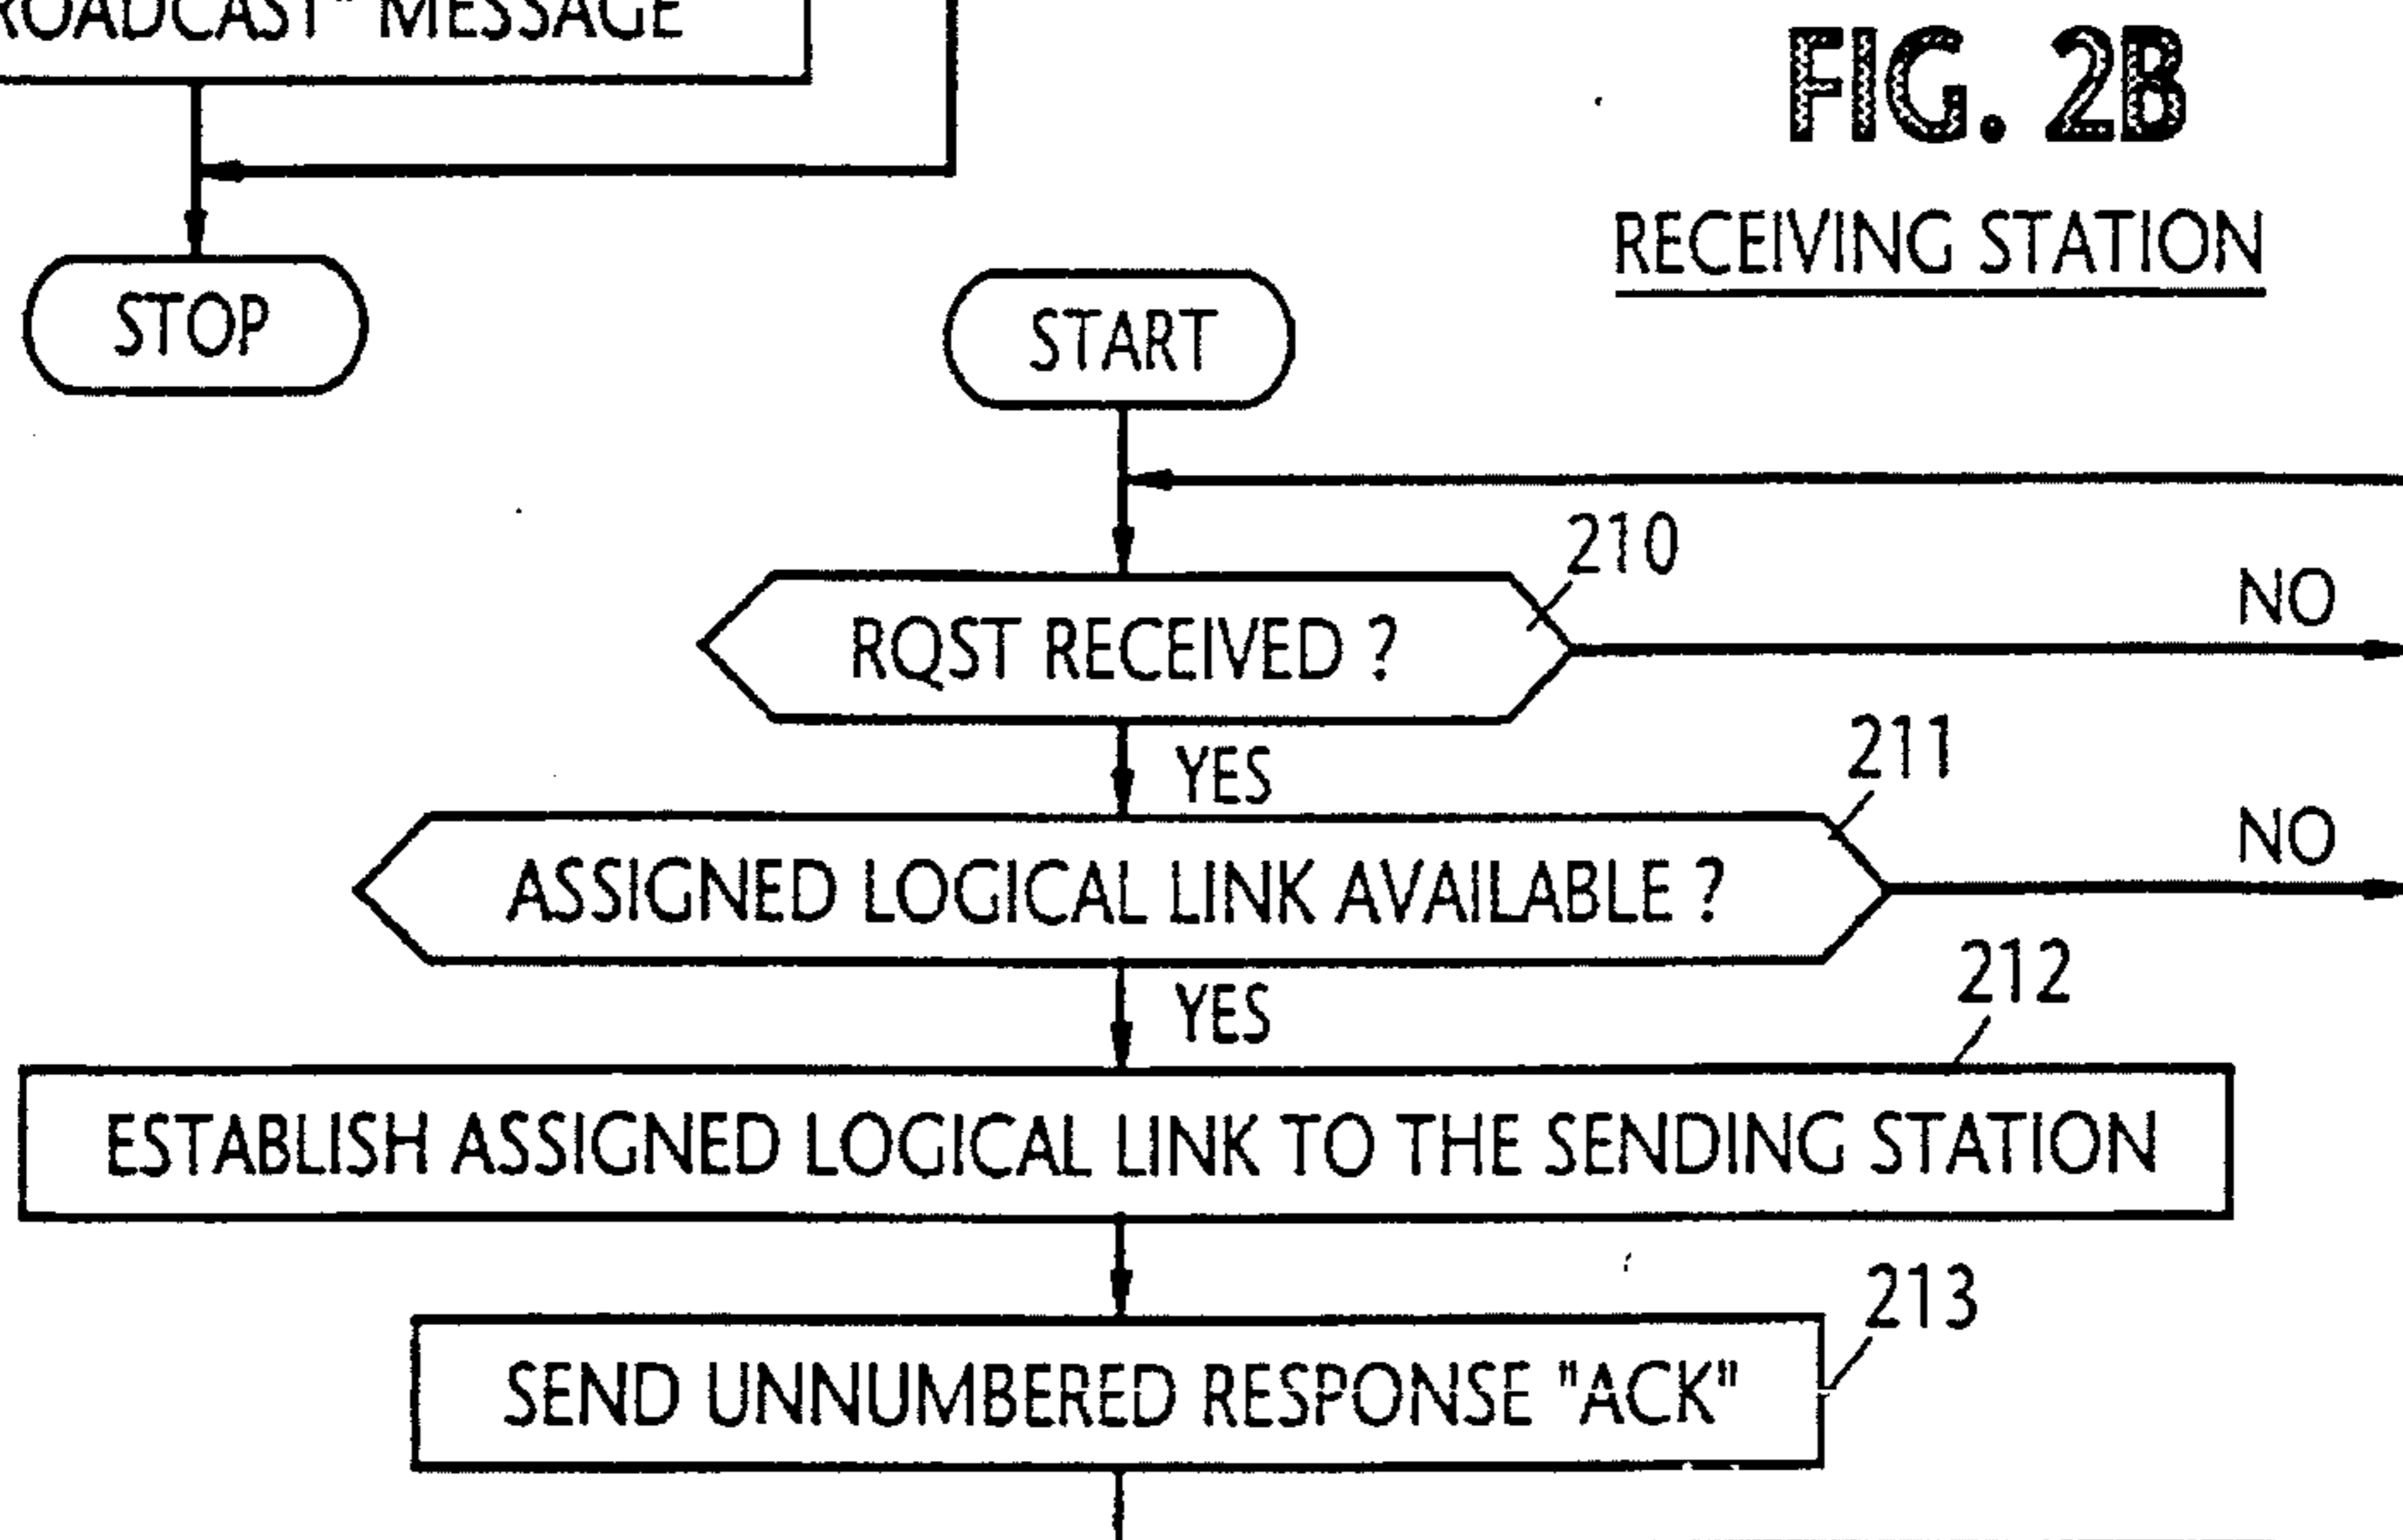 MESSAGE
FIG. 2B
RECEIVING STATION
STOP
START
210
RQST RECEIVED ?
NO
YES
211
ASSIGNED LOGICAL LINK AVAILABLE ?
NO
YES
212
ESTABLISH ASSIGNED LOGICAL LINK TO THE SENDING STATION
213
SEND UNNUMBERED RESPONSE "ACK"